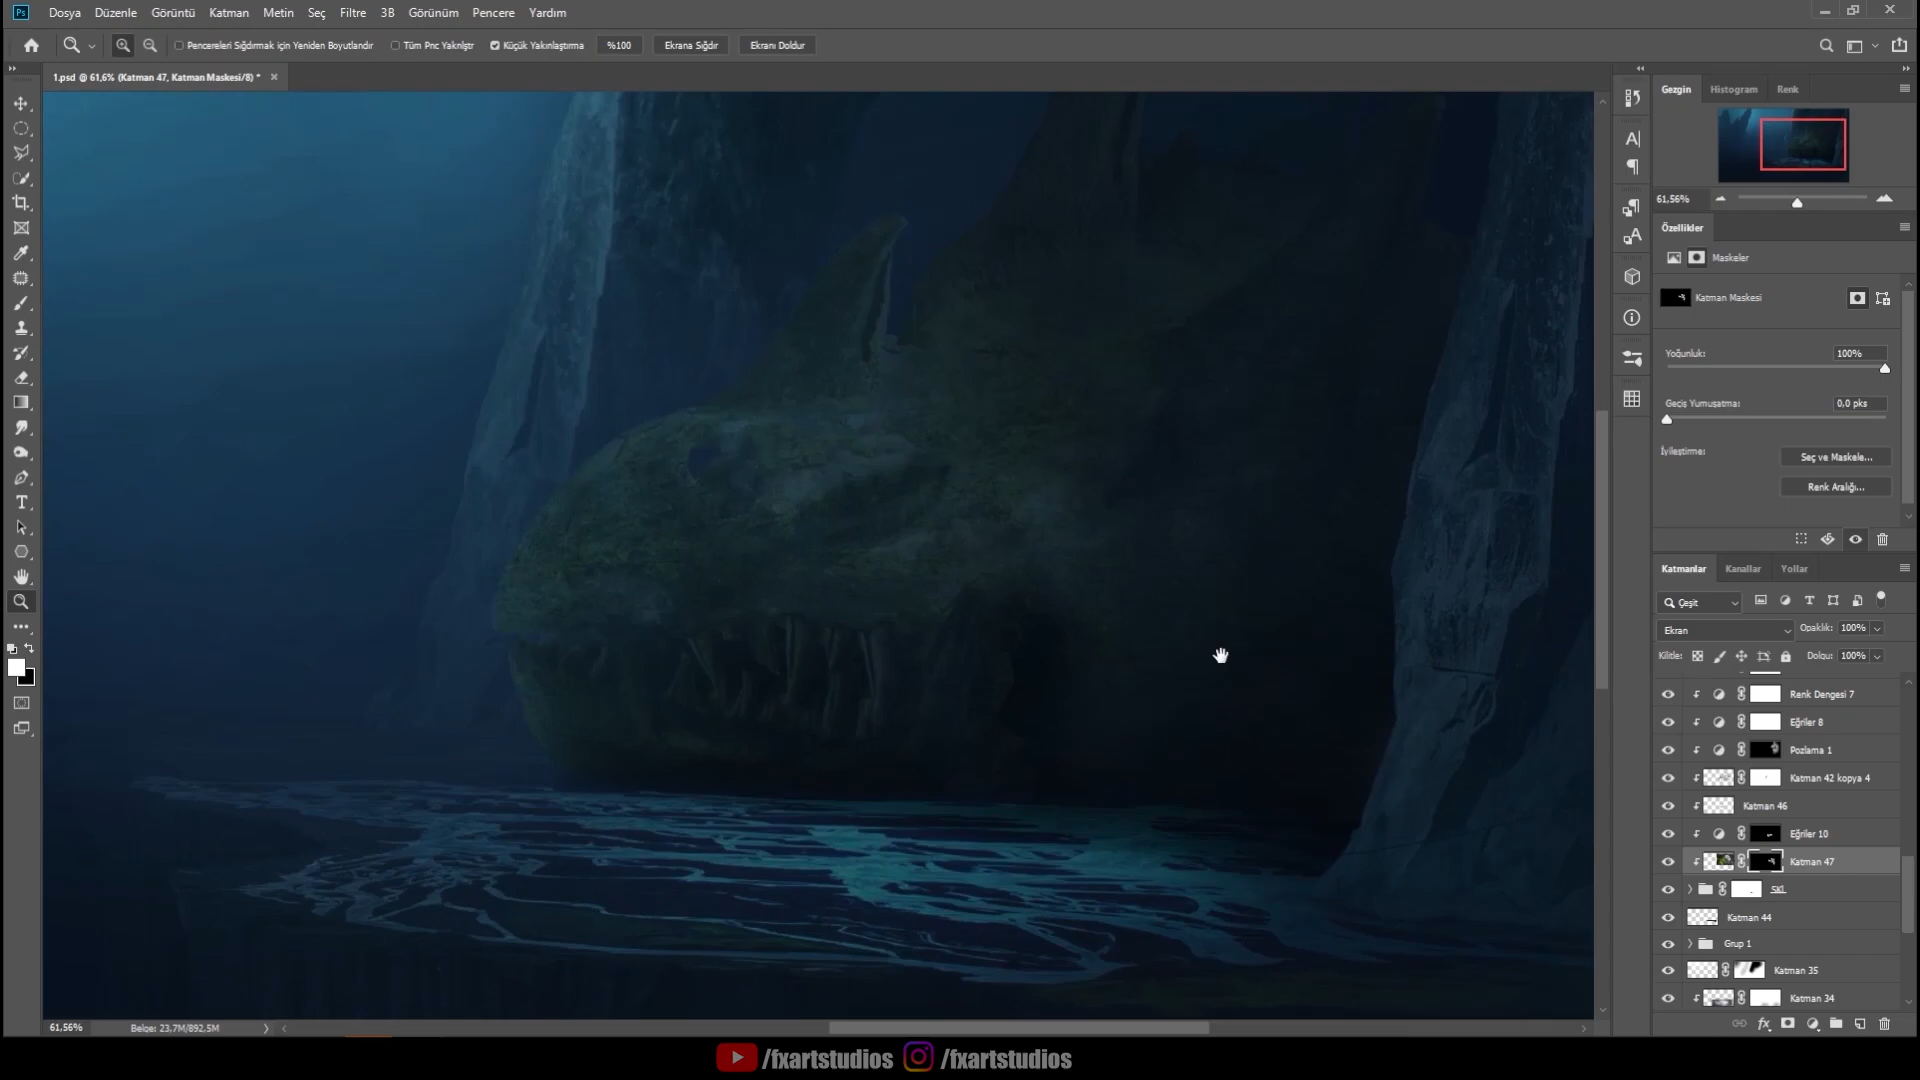 Ps Dosya Düzenle Görüntü Katman Metin Seç Filtre 3B Görünüm Pencere Yardım
Pencereleri Sığdırmak için Yeniden Boyutlandır Tüm Pnc Yaknlştr Küçük Yakınlaştırma %100 Ekrana Sığdır Ekranı Doldur
1.psd @ 61,6% (Katman 47, Katman Maskesi/8) *
Gezgin Histogram Renk
61,56%
Özellikler
Maskeler
Katman Maskesi
Yoğunluk: 100%
Geçiş Yumuşatma: 0,0 pks
İyileştirme: Seç ve Maskele...
Renk Aralığı...
Katmanlar Kanallar Yollar
Çeşit
Ekran Opaklık: 100%
Kilitle: Dolgu: 100%
Renk Dengesi 7
Eğriler 8
Pozlama 1
Katman 42 kopya 4
Katman 46
Eğriler 10
Katman 47
SKL
Katman 44
Grup 1
Katman 35
Katman 34
61,56% Belge: 23,7M/892,5M
/fxartstudios /fxartstudios